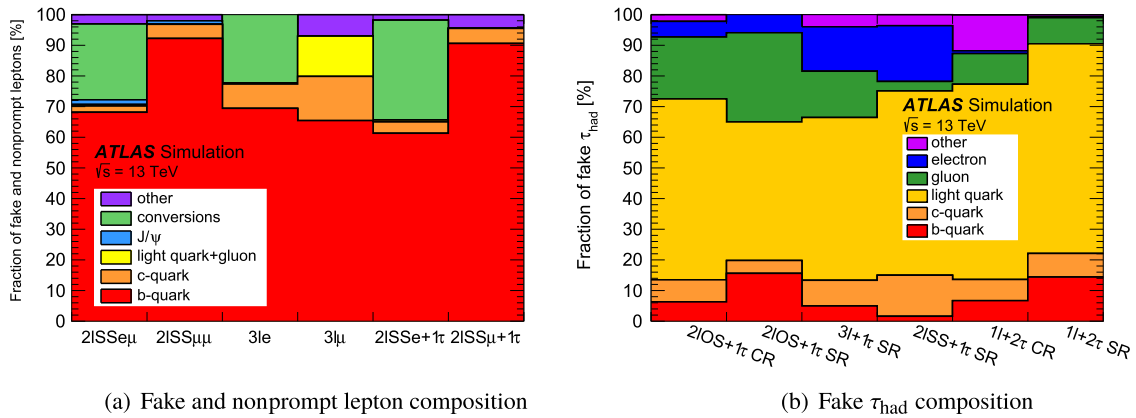 Fraction of fake and nonprompt leptons [%]
100
90
80
70
60
50
40
30
20
10
0
ATLAS Simulation
√s = 13 TeV
other
conversions
J/ψ
light quark+gluon
c-quark
b-quark
2lSSeμ
2lSSμμ
3le
3lμ
2lSSe+1τ
2lSSμ+1τ
(a) Fake and nonprompt lepton composition
Fraction of fake τhad [%]
100
90
80
70
60
50
40
30
20
10
0
ATLAS Simulation
√s = 13 TeV
other
electron
gluon
light quark
c-quark
b-quark
2lOS+1τ CR
2lOS+1τ SR
3l+1τ SR
2lSS+1τ SR
1l+2τ CR
1l+2τ SR
(b) Fake τhad composition